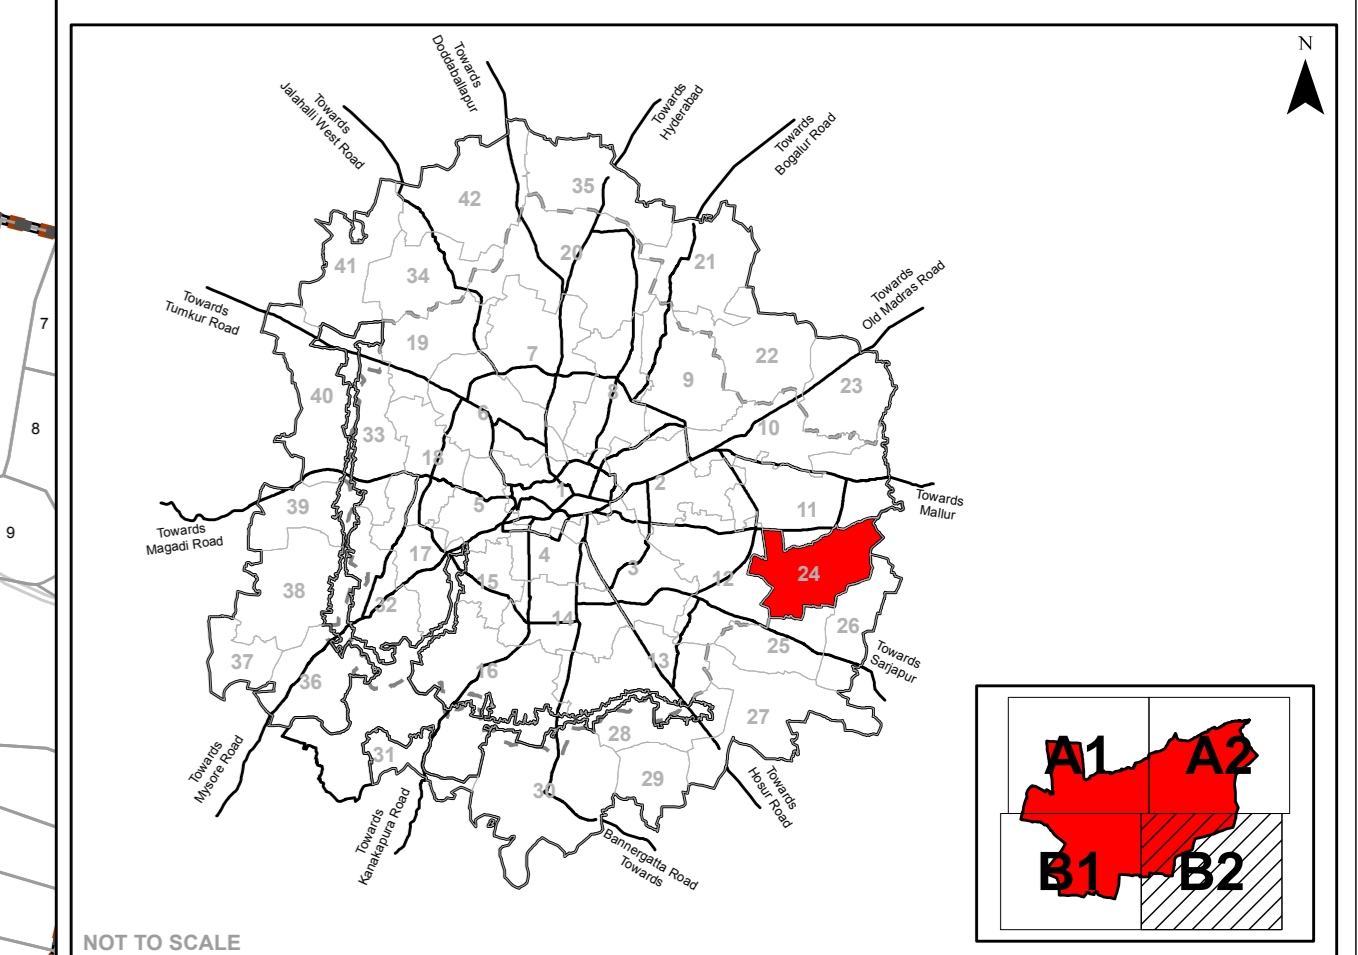 N
Towards
Doddaballapur
Towards
Jalahalli West Road
Towards
Hyderabad
Towards
Bogalur Road
42
35
20
21
41
34
Towards
Old Madras Road
Towards
Tumkur Road
7
19
7
22
9
23
8
40
6
10
8
33
18
2
1
5
11
39
Towards
Mallur
9
Towards
Magadi Road
17
4
3
12
24
15
38
32
14
26
25
Towards
Sarjapur
37
16
13
36
27
28
A1
A2
31
29
30
Towards
Mysore Road
Towards
Hosur Road
Towards
Kanakapura Road
Bannergatta Road
Towards
B1
B2
NOT TO SCALE